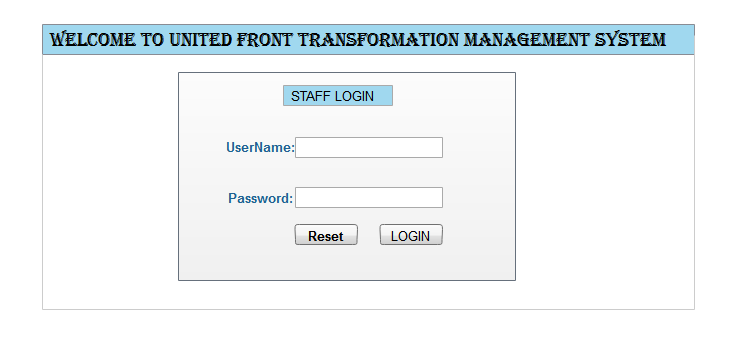 WELCOME TO UNITED FRONT TRANSFORMATION MANAGEMENT SYSTEM
STAFF LOGIN
UserName:
Password:
Reset LOGIN